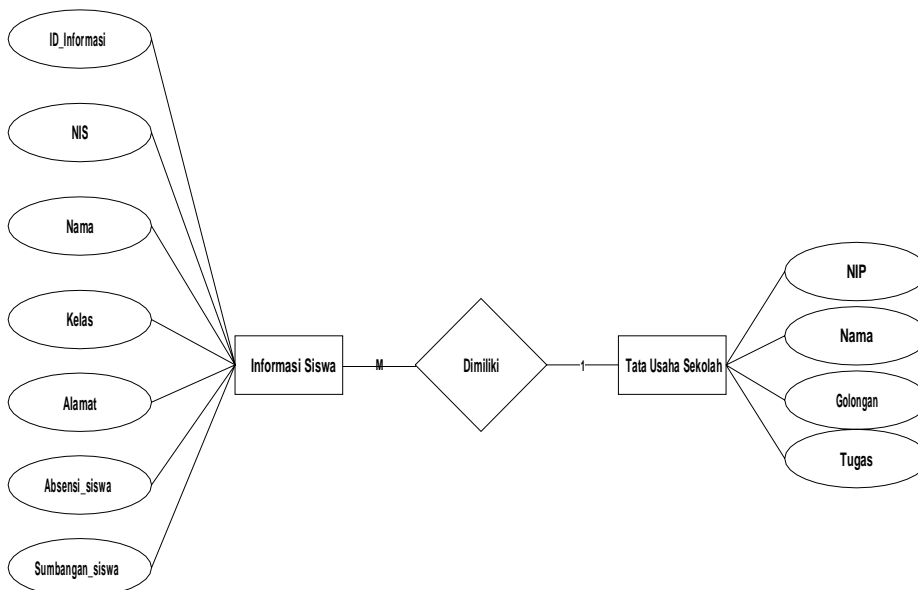 ID_Informasi
NIS
Nama
Kelas
Alamat
Absensi_siswa
Sumbangan_siswa
Informasi Siswa
M
Dimiliki
1
Tata Usaha Sekolah
NIP
Nama
Golongan
Tugas